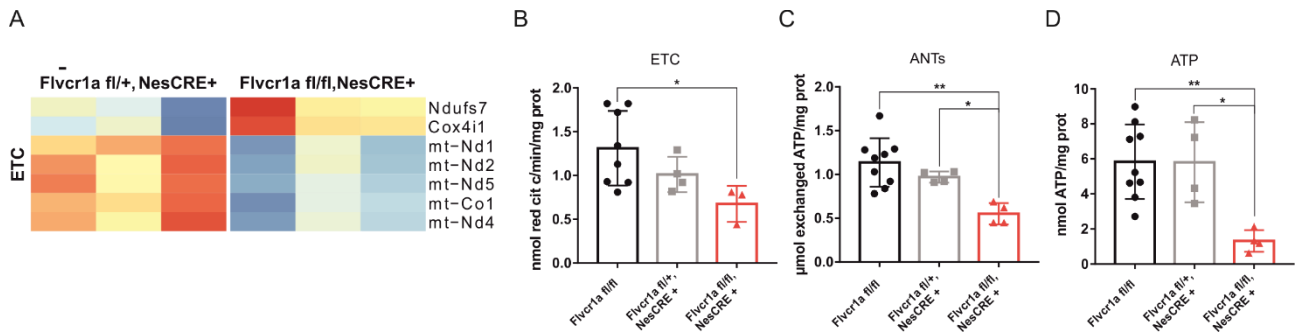 A
Flvcr1a fl/+, NesCRE+
Flvcr1a fl/fl,NesCRE+
ETC
Ndufs7
Cox4i1
mt-Nd1
mt-Nd2
mt-Nd5
mt-Co1
mt-Nd4
B
ETC
nmol red cit c/min/mg prot
2.0
1.5
1.0
0.5
0.0
*
Flvcr1a fl/fl
Flvcr1a fl/+,
NesCRE +
Flvcr1a fl/fl,
NesCRE +
C
ANTs
µmol exchanged ATP/mg prot
2.0
1.5
1.0
0.5
0.0
**
*
Flvcr1a fl/fl
Flvcr1a fl/+,
NesCRE +
Flvcr1a fl/fl,
NesCRE +
D
ATP
nmol ATP/mg prot
10
8
6
4
2
0
**
*
Flvcr1a fl/fl
Flvcr1a fl/+,
NesCRE +
Flvcr1a fl/fl,
NesCRE +